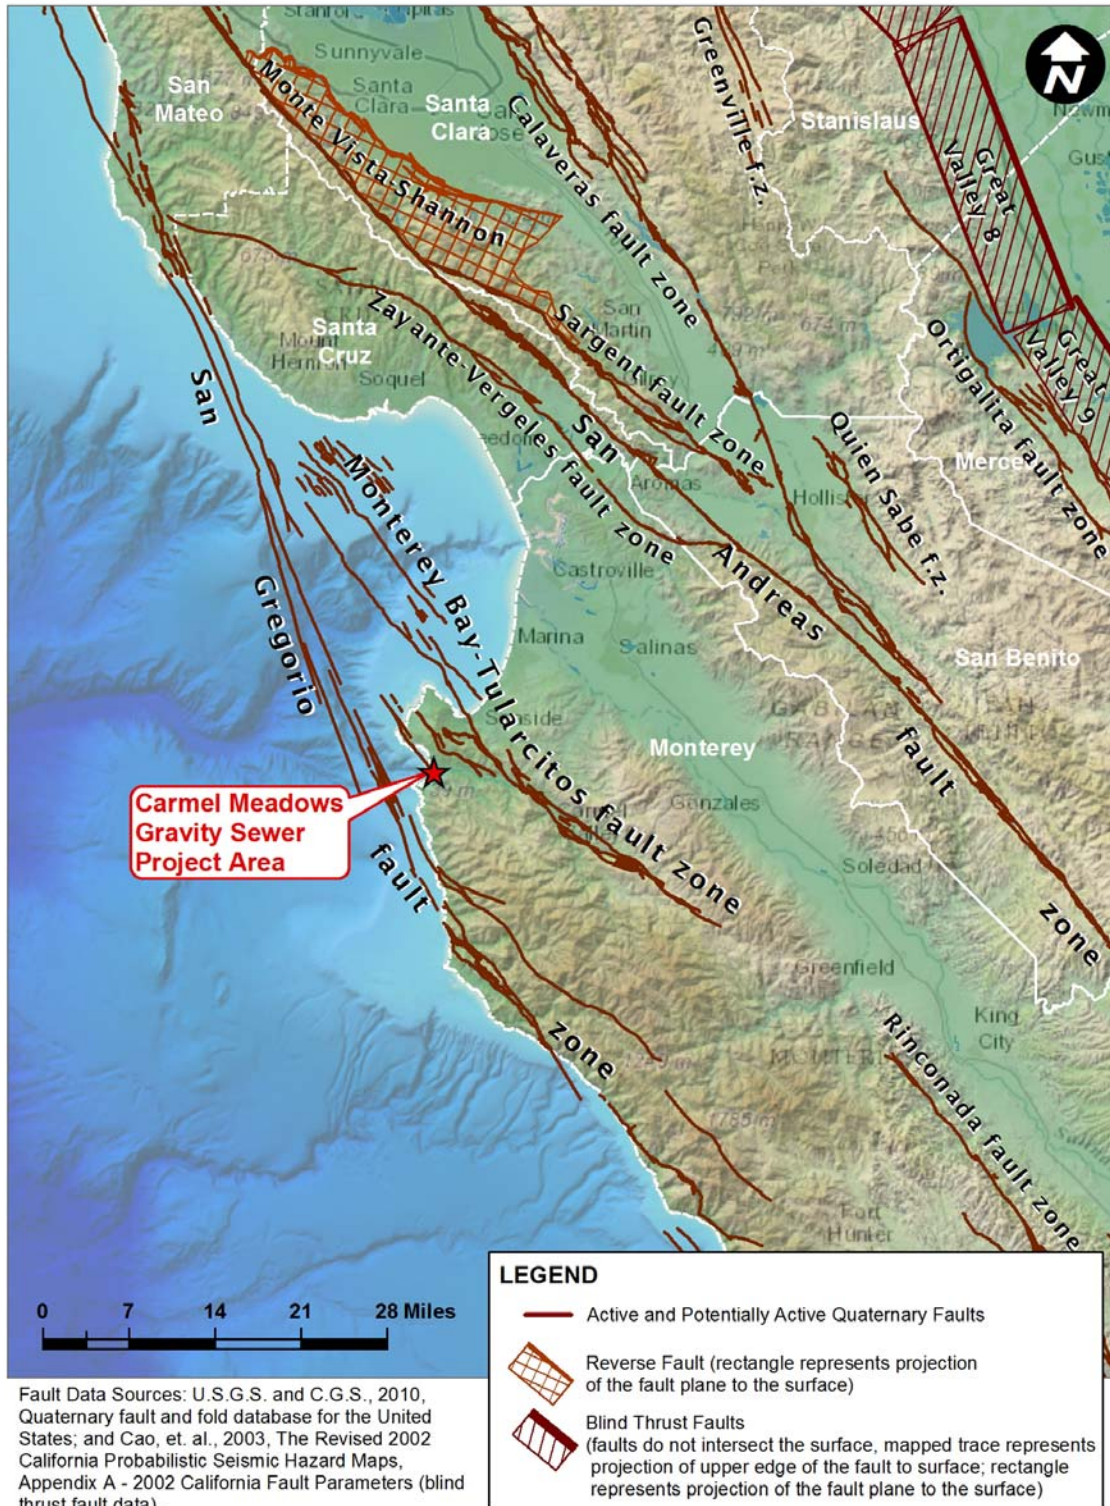 Sunnyvale
San
Mateo
Santa
Clara
Santa
Clara
Monte Vista-Shannon
Calaveras fault zone
Greenville f.z.
Stanislaus
Great
Valley 8
N
Santa
Cruz
Soquel
Zayante-Vergeles fault zone
San
Martin
Sargent fault zone
Ortigalita fault zone
Great
Valley 9
Quien Sabe f.z.
Aromas
San Andreas fault zone
San Gregorio fault zone
Monterey Bay-Tularcitos fault zone
Castroville
Marina
Salinas
San Benito
Monterey
Gonzales
Soledad
Greenfield
King
City
Rinconada fault zone
Hunter
Carmel Meadows
Gravity Sewer
Project Area
0 7 14 21 28 Miles
LEGEND
Active and Potentially Active Quaternary Faults
Reverse Fault (rectangle represents projection
of the fault plane to the surface)
Blind Thrust Faults
(faults do not intersect the surface, mapped trace represents
projection of upper edge of the fault to surface; rectangle
represents projection of the fault plane to the surface)
Fault Data Sources: U.S.G.S. and C.G.S., 2010,
Quaternary fault and fold database for the United
States; and Cao, et. al., 2003, The Revised 2002
California Probabilistic Seismic Hazard Maps,
Appendix A - 2002 California Fault Parameters (blind
thrust fault data)